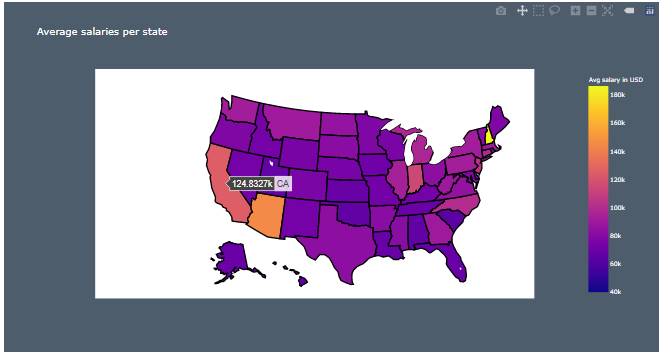 Average salaries per state
Avg salary in USD
180k
160k
140k
120k
100k
80k
60k
40k
124.8327k CA